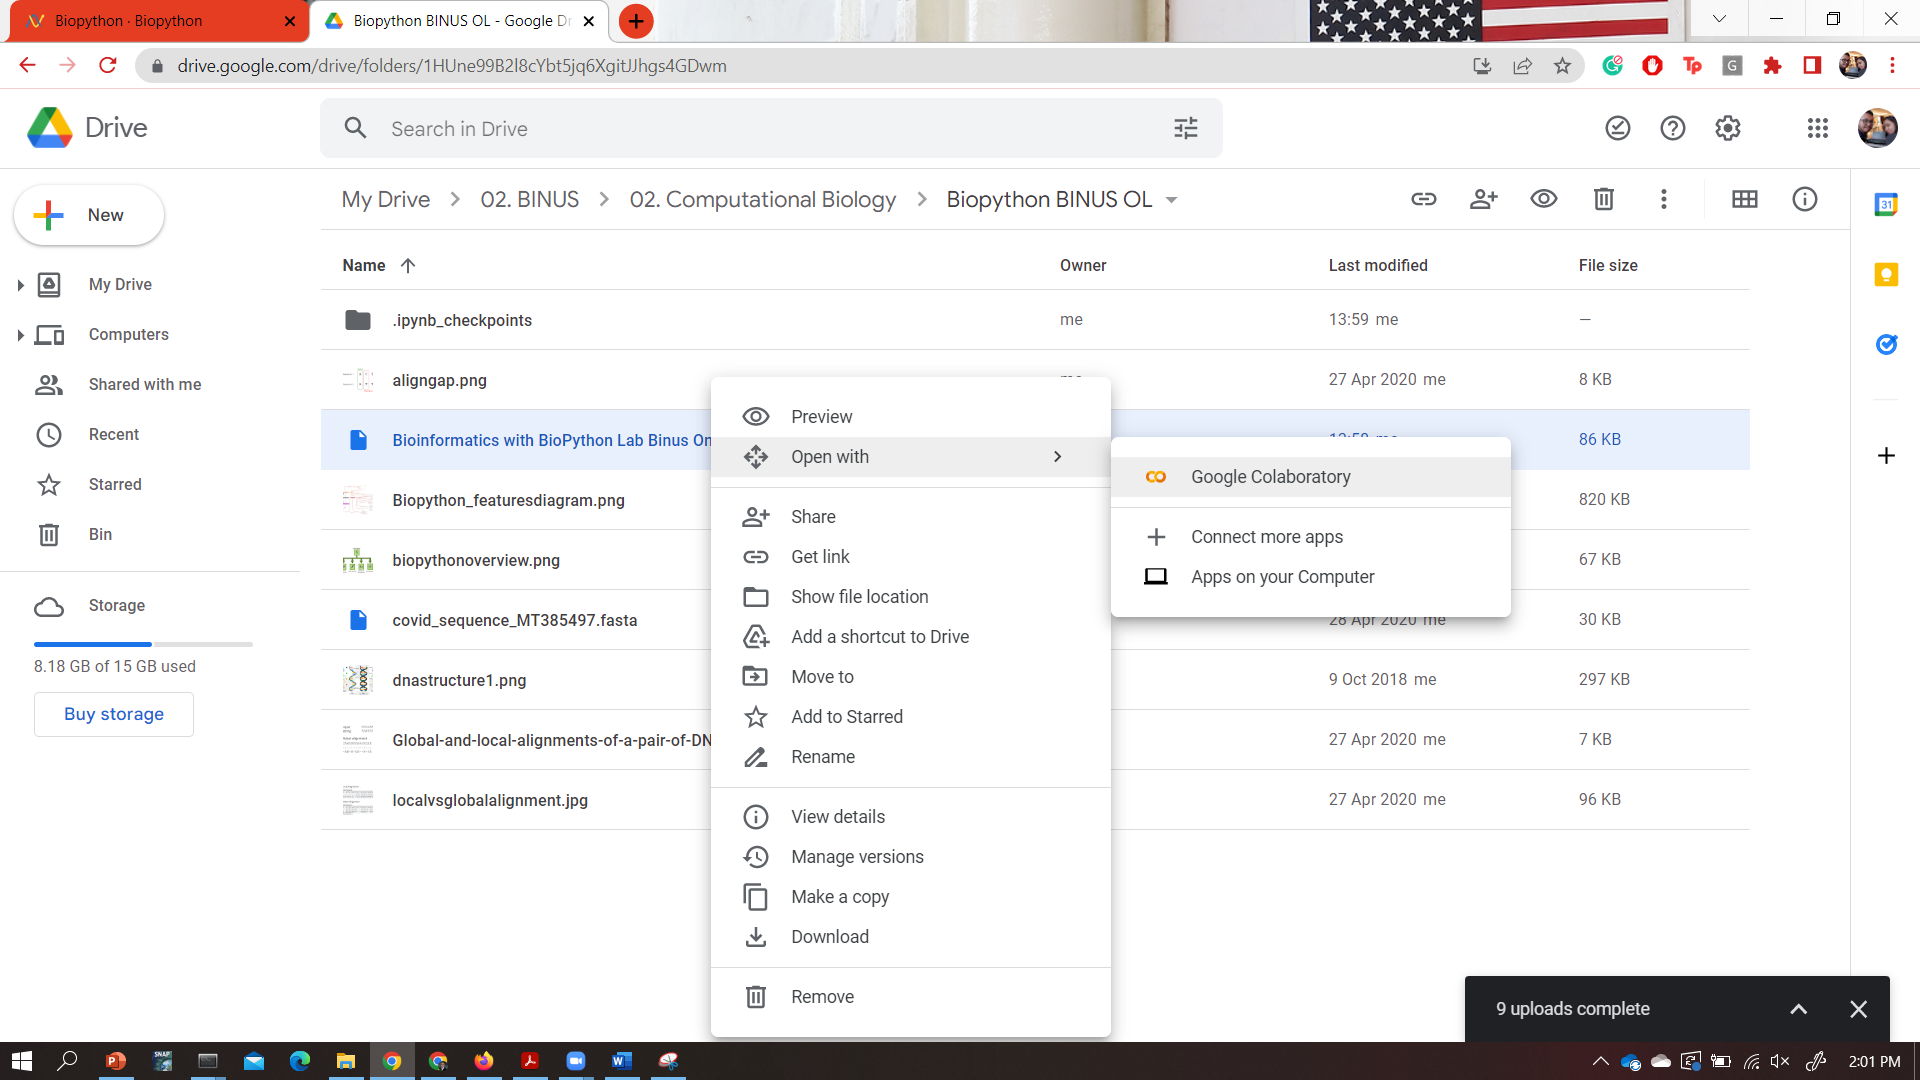 Biopython · Biopython
Biopython BINUS OL - Google Dr
drive.google.com/drive/folders/1HUne99B2l8cYbt5jq6XgitJJhgs4GDwm
Drive
Search in Drive
New
My Drive > 02. BINUS > 02. Computational Biology > Biopython BINUS OL
Name Owner Last modified File size
My Drive
Computers
Shared with me
Recent
Starred
Bin
Storage
8.18 GB of 15 GB used
Buy storage
.ipynb_checkpoints me 13:59 me —
aligngap.png 27 Apr 2020 me 8 KB
Bioinformatics with BioPython Lab Binus On 86 KB
Biopython_featuresdiagram.png 820 KB
biopythonoverview.png 67 KB
covid_sequence_MT385497.fasta 28 Apr 2020 me 30 KB
dnastructure1.png 9 Oct 2018 me 297 KB
Global-and-local-alignments-of-a-pair-of-DN 27 Apr 2020 me 7 KB
localvsglobalalignment.jpg 27 Apr 2020 me 96 KB
Preview
Open with
Share
Get link
Show file location
Add a shortcut to Drive
Move to
Add to Starred
Rename
View details
Manage versions
Make a copy
Download
Remove
Google Colaboratory
Connect more apps
Apps on your Computer
9 uploads complete
2:01 PM